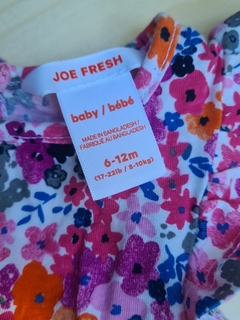 JOE FRESH
baby / bébé
MADE IN BANGLADESH /
FABRIQUÉ AU BANGLADESH
6-12m
(17-22lb / 8-10kg)